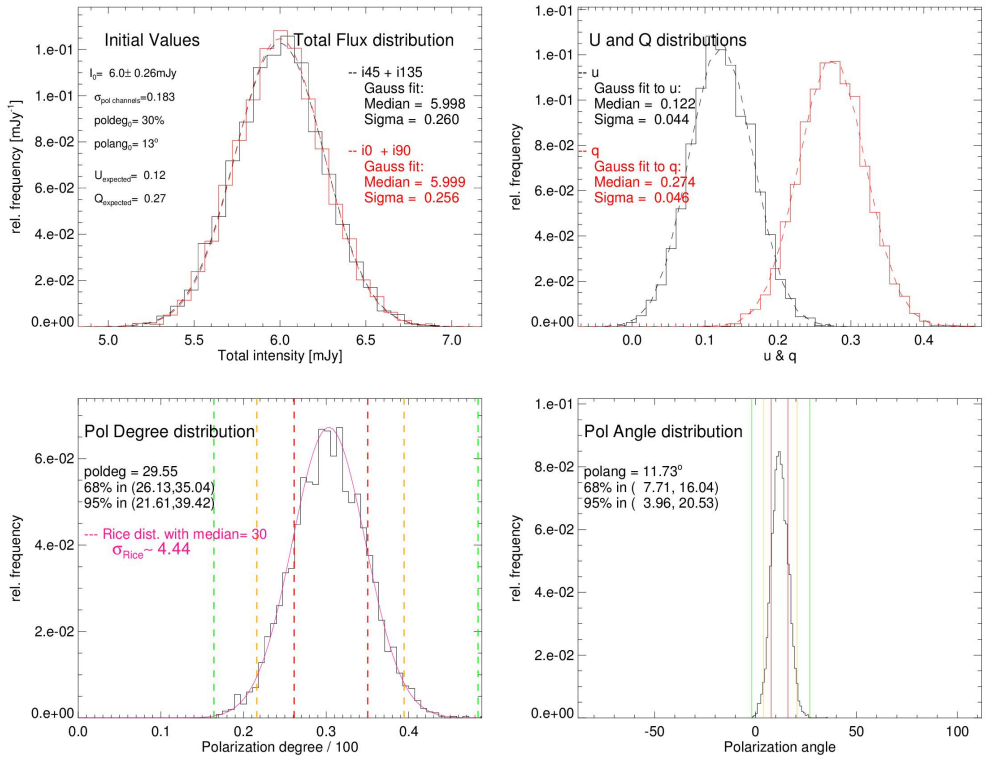 Initial Values
I0= 6.0± 0.26mJy
σpol channels=0.183
poldeg0= 30%
polang0= 13°
Uexpected= 0.12
Qexpected= 0.27
Total Flux distribution
-- i45 + i135
Gauss fit:
Median = 5.998
Sigma = 0.260
-- i0 + i90
Gauss fit:
Median = 5.999
Sigma = 0.256
rel. frequency [mJy-1]
1.e-01
1.e-01
8.e-02
6.e-02
4.e-02
2.e-02
0.e+00
5.0 5.5 6.0 6.5 7.0
Total intensity [mJy]
U and Q distributions
-- u
Gauss fit to u:
Median = 0.122
Sigma = 0.044
-- q
Gauss fit to q:
Median = 0.274
Sigma = 0.046
rel. frequency
1.e-01
1.e-01
8.e-02
6.e-02
4.e-02
2.e-02
0.e+00
0.0 0.1 0.2 0.3 0.4
u & q
Pol Degree distribution
poldeg = 29.55
68% in (26.13,35.04)
95% in (21.61,39.42)
--- Rice dist. with median= 30
σRice~ 4.44
rel. frequency
6.e-02
4.e-02
2.e-02
0.e+00
0.0 0.1 0.2 0.3 0.4
Polarization degree / 100
Pol Angle distribution
polang = 11.73°
68% in ( 7.71, 16.04)
95% in ( 3.96, 20.53)
rel. frequency
1.e-01
8.e-02
6.e-02
4.e-02
2.e-02
0.e+00
-50 0 50 100
Polarization angle